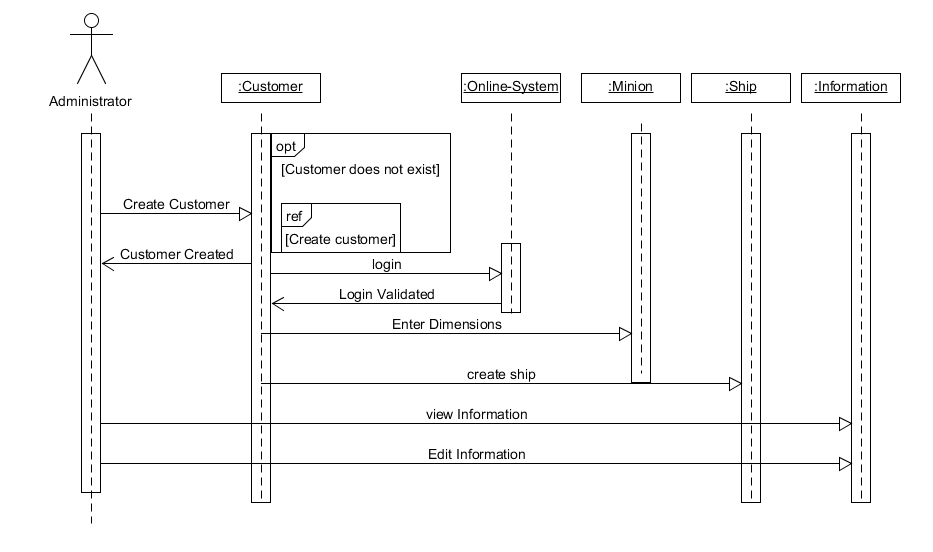 Administrator
:Customer
:Online-System
:Minion
:Ship
:Information
opt
[Customer does not exist]
ref
[Create customer]
Create Customer
Customer Created
login
Login Validated
Enter Dimensions
create ship
view Information
Edit Information